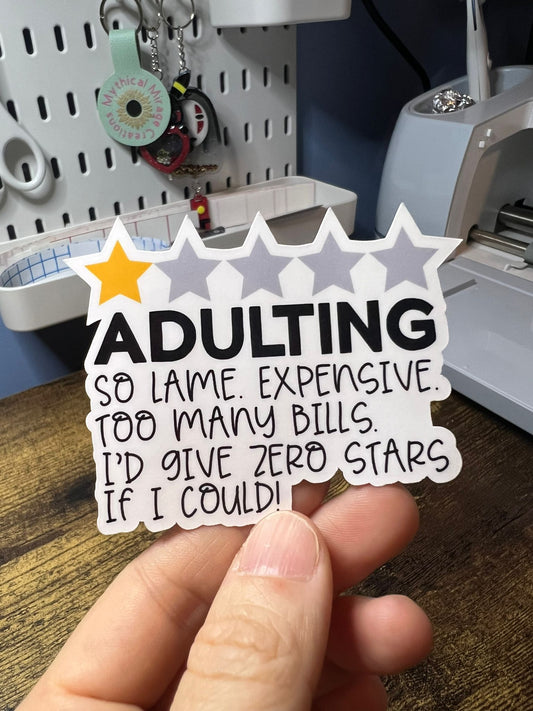 Mythical Mirage
Creations
ADULTING
SO LAME. EXPENSIVE.
TOO MANY BILLS.
I'D GIVE ZERO STARS
IF I COULD!